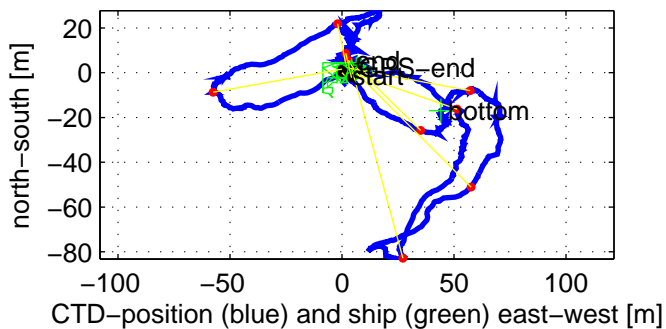 20
0
−20
−40
−60
−80
north−south [m]
end
GPS−end
start
bottom
−100
−50
0
50
100
CTD−position (blue) and ship (green) east−west [m]